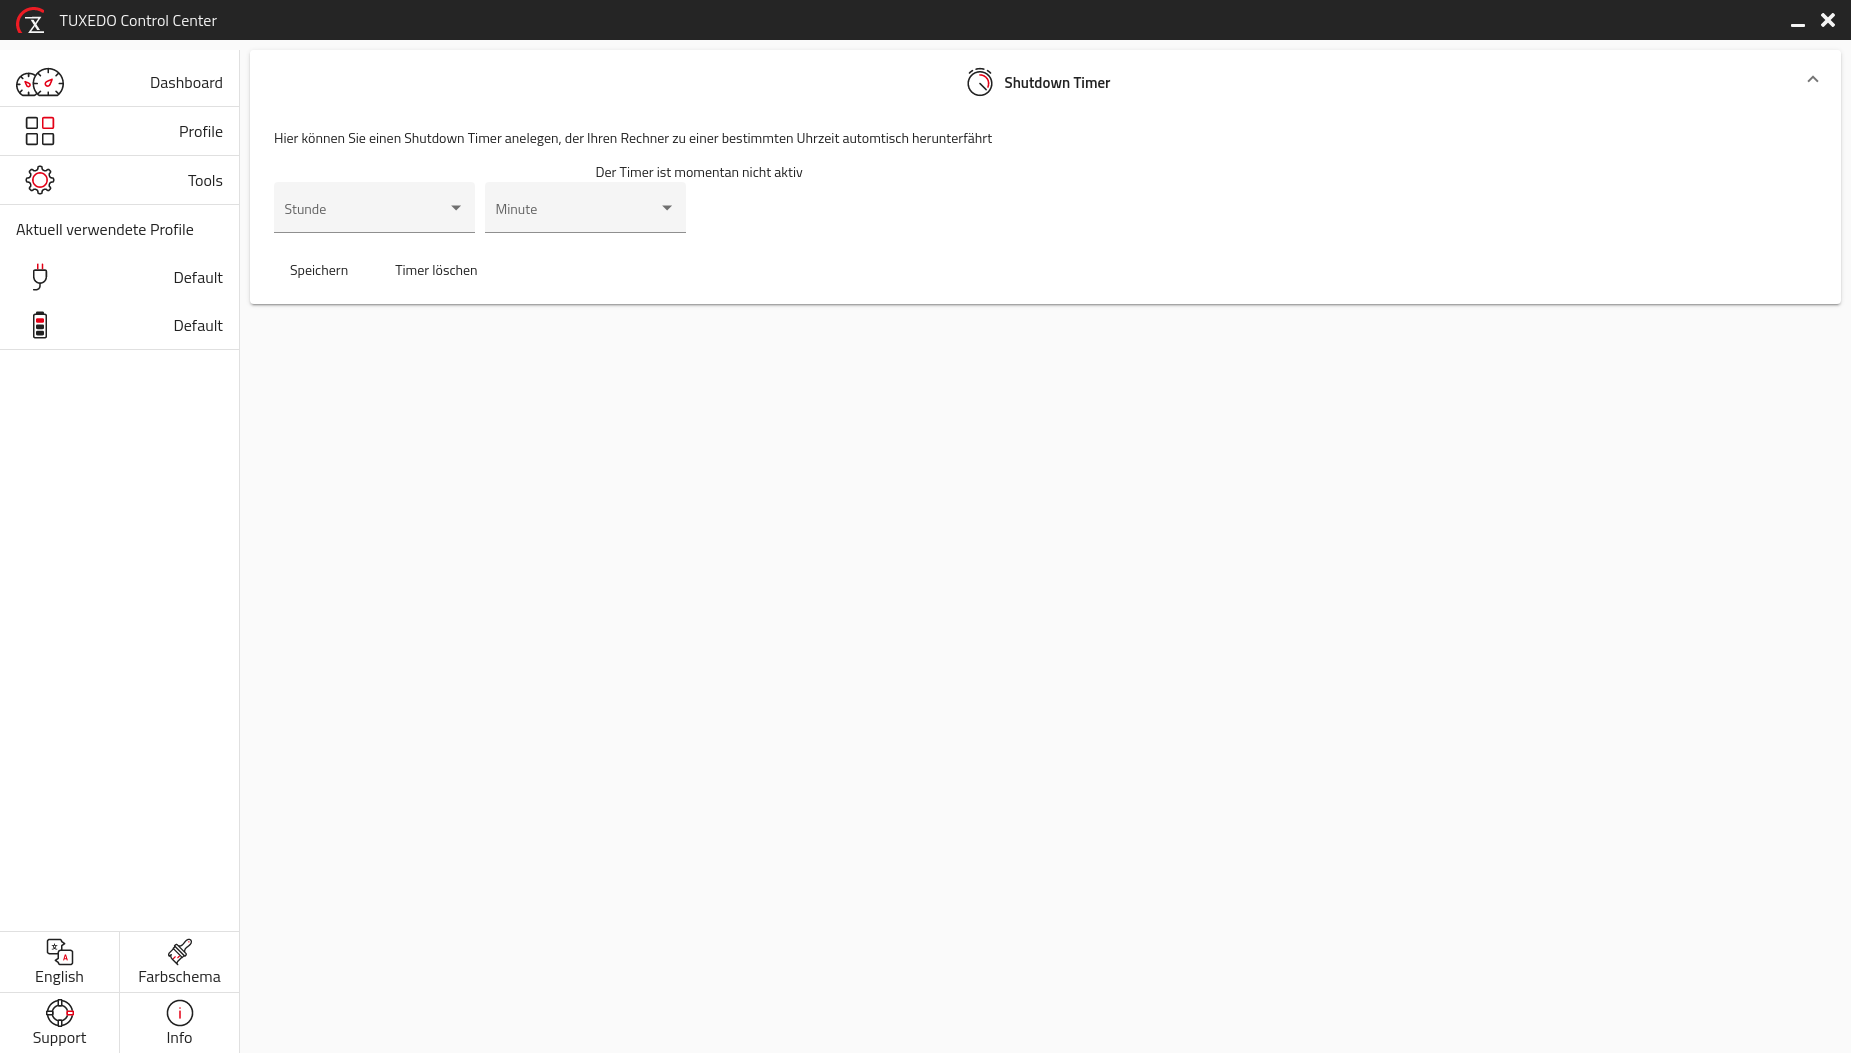 TUXEDO Control Center
Dashboard
Profile
Tools
Aktuell verwendete Profile
Default
Default
English
Farbschema
Support
Info
Shutdown Timer
Hier können Sie einen Shutdown Timer anelegen, der Ihren Rechner zu einer bestimmten Uhrzeit automtisch herunterfährt
Der Timer ist momentan nicht aktiv
Stunde
Minute
Speichern
Timer löschen